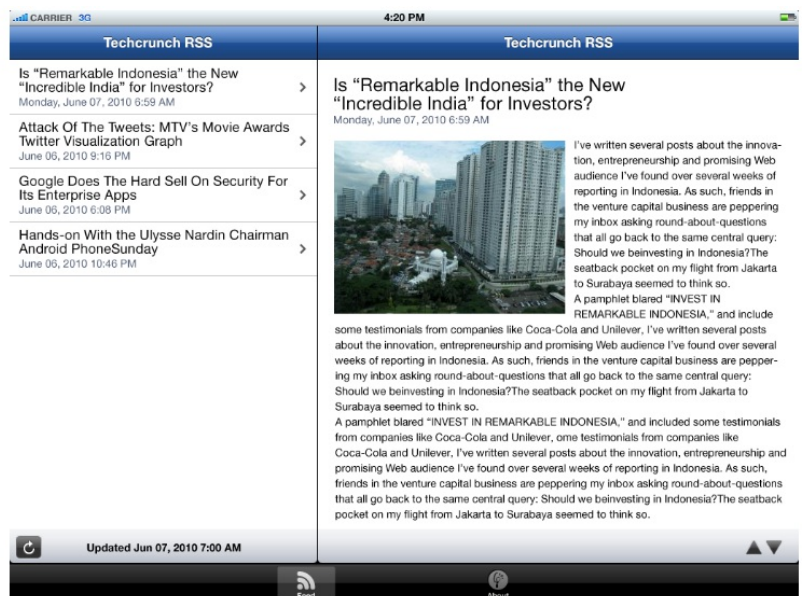 CARRIER 3G
4:20 PM
Techcrunch RSS
Is “Remarkable Indonesia” the New
“Incredible India” for Investors?
Monday, June 07, 2010 6:59 AM
Attack Of The Tweets: MTV's Movie Awards
Twitter Visualization Graph
June 06, 2010 9:16 PM
Google Does The Hard Sell On Security For
Its Enterprise Apps
June 06, 2010 6:08 PM
Hands-on With the Ulysse Nardin Chairman
Android PhoneSunday
June 06, 2010 10:46 PM
Updated Jun 07, 2010 7:00 AM
Techcrunch RSS
Is “Remarkable Indonesia” the New
“Incredible India” for Investors?
Monday, June 07, 2010 6:59 AM
I've written several posts about the innova-
tion, entrepreneurship and promising Web
audience I've found over several weeks of
reporting in Indonesia. As such, friends in
the venture capital business are peppering
my inbox asking round-about-questions
that all go back to the same central query:
Should we beinvesting in Indonesia?The
seatback pocket on my flight from Jakarta
to Surabaya seemed to think so.
A pamphlet blared “INVEST IN
REMARKABLE INDONESIA,” and include
some testimonials from companies like Coca-Cola and Unilever, I've written several posts
about the innovation, entrepreneurship and promising Web audience I've found over several
weeks of reporting in Indonesia. As such, friends in the venture capital business are pepper-
ing my inbox asking round-about-questions that all go back to the same central query:
Should we beinvesting in Indonesia?The seatback pocket on my flight from Jakarta to
Surabaya seemed to think so.
A pamphlet blared “INVEST IN REMARKABLE INDONESIA,” and included some testimonials
from companies like Coca-Cola and Unilever, ome testimonials from companies like
Coca-Cola and Unilever, I've written several posts about the innovation, entrepreneurship and
promising Web audience I've found over several weeks of reporting in Indonesia. As such,
friends in the venture capital business are peppering my inbox asking round-about-questions
that all go back to the same central query: Should we beinvesting in Indonesia?The seatback
pocket on my flight from Jakarta to Surabaya seemed to think so.
Feed
About